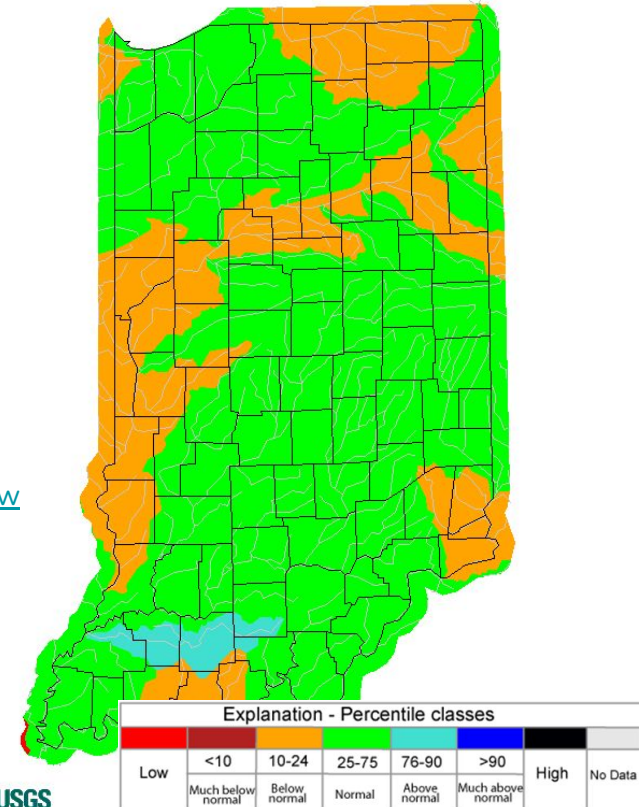 w
Explanation - Percentile classes
Low <10 10-24 25-75 76-90 >90 High No Data
Much below normal Below normal Normal Above normal Much above normal
USGS